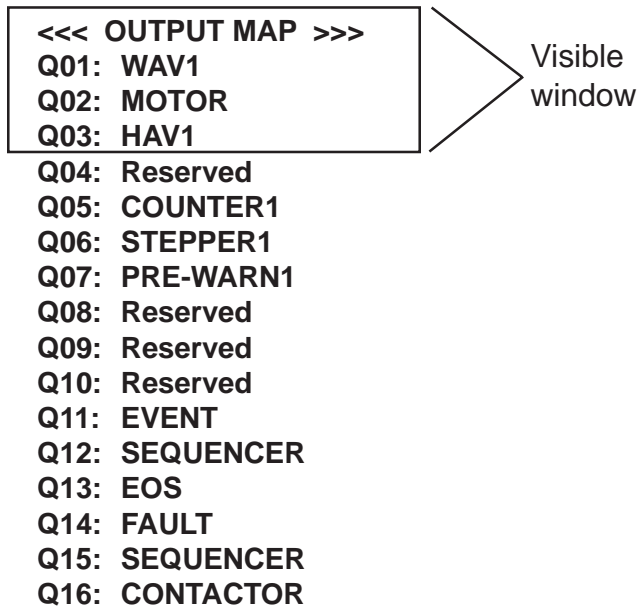 <<< OUTPUT MAP >>>
Q01: WAV1
Q02: MOTOR
Q03: HAV1
Visible
window
Q04: Reserved
Q05: COUNTER1
Q06: STEPPER1
Q07: PRE-WARN1
Q08: Reserved
Q09: Reserved
Q10: Reserved
Q11: EVENT
Q12: SEQUENCER
Q13: EOS
Q14: FAULT
Q15: SEQUENCER
Q16: CONTACTOR